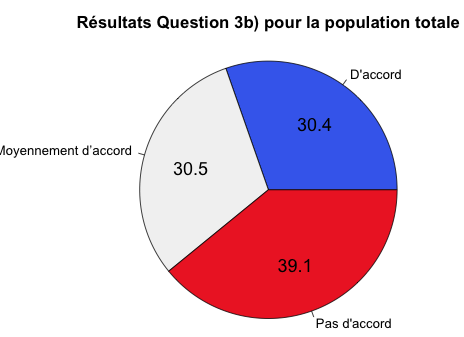 Résultats Question 3b) pour la population totale
D'accord
30.4
Moyennement d'accord
30.5
39.1
Pas d'accord